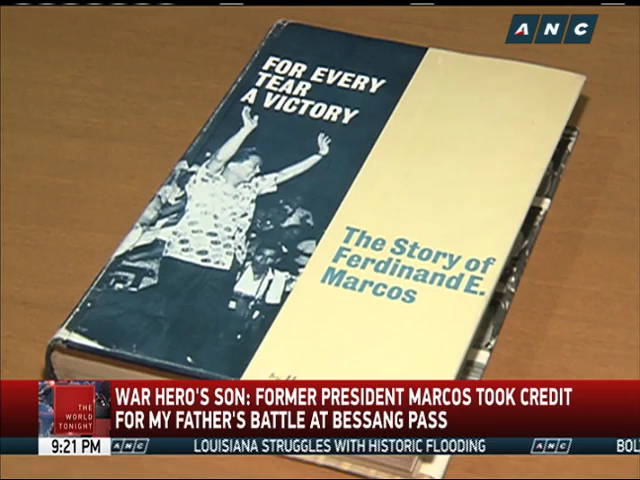 ANC
FOR EVERY
TEAR
A VICTORY
The Story of
Ferdinand E.
Marcos
THE
WORLD
TONIGHT
WAR HERO'S SON: FORMER PRESIDENT MARCOS TOOK CREDIT
FOR MY FATHER'S BATTLE AT BESSANG PASS
9:21 PM ANC LOUISIANA STRUGGLES WITH HISTORIC FLOODING ANC